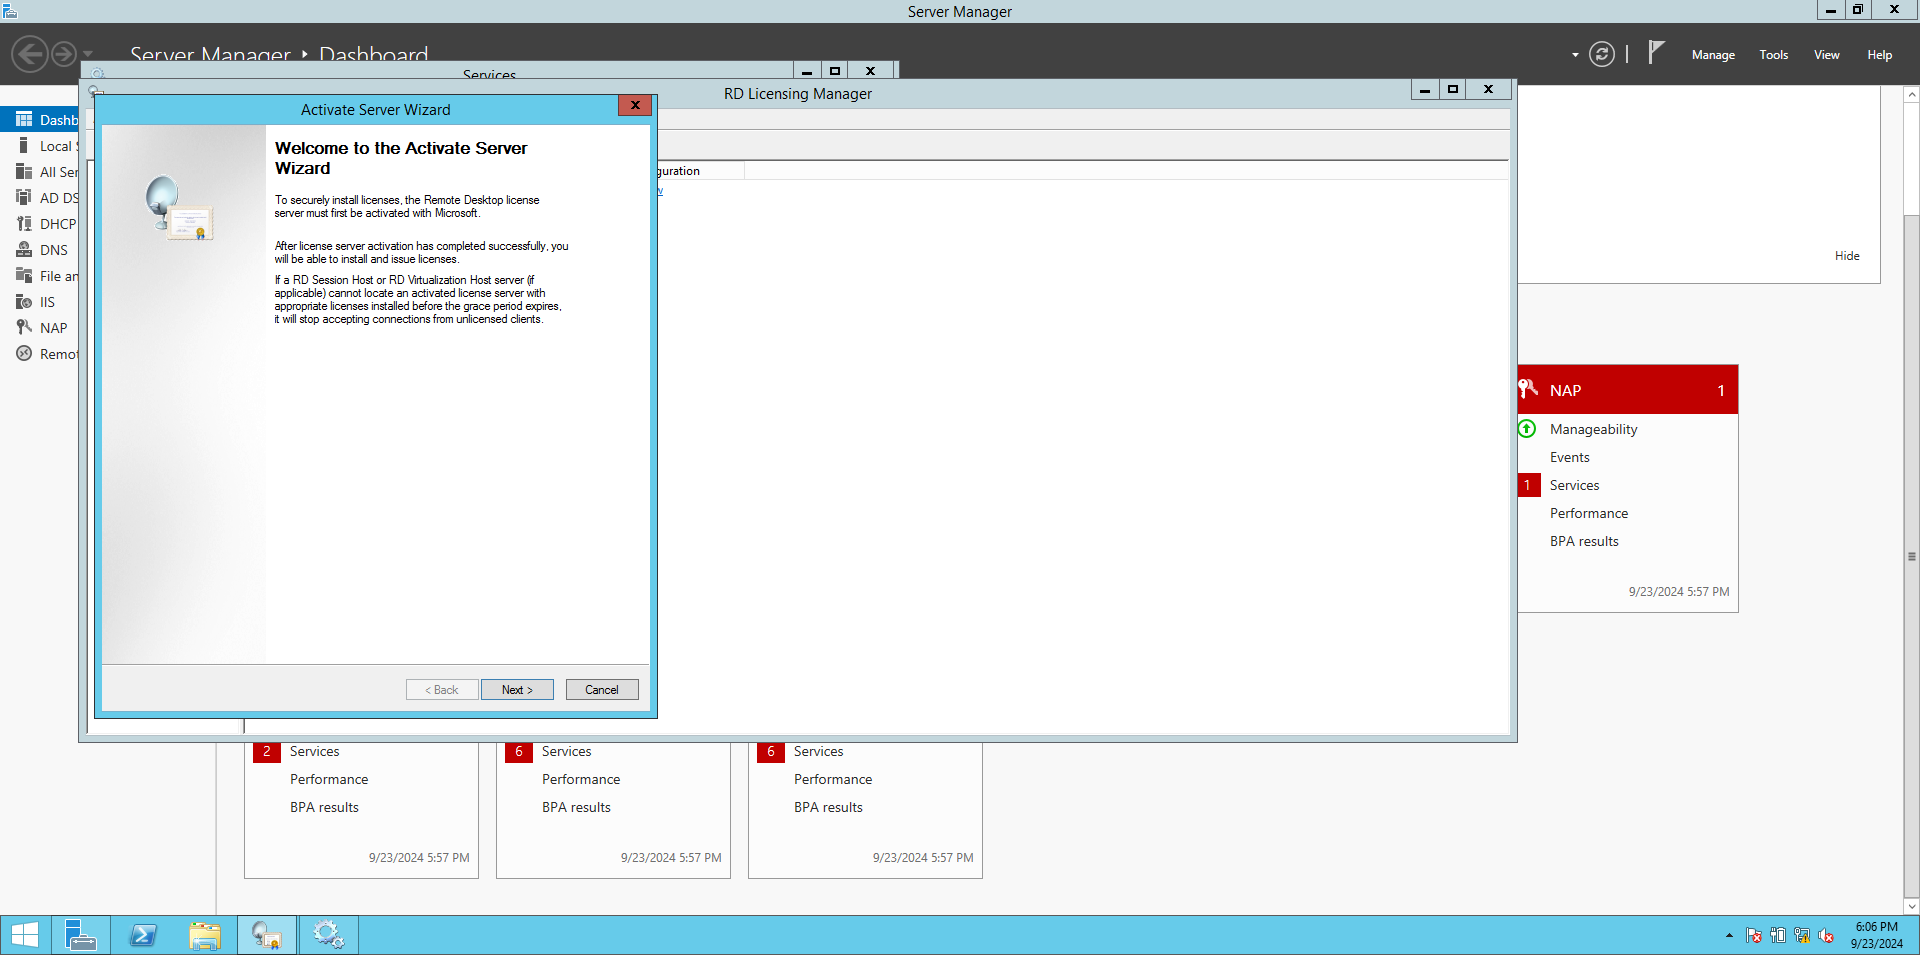 Server Manager
Server Manager ‣ Dashboard
Manage
Tools
View
Help
Services
RD Licensing Manager
Activate Server Wizard
Dashb
Local S
All Ser
AD DS
DHCP
DNS
File an
IIS
NAP
Remot
Welcome to the Activate Server
Wizard
To securely install licenses, the Remote Desktop license
server must first be activated with Microsoft.
After license server activation has completed successfully, you
will be able to install and issue licenses.
If a RD Session Host or RD Virtualization Host server (if
applicable) cannot locate an activated license server with
appropriate licenses installed before the grace period expires,
it will stop accepting connections from unlicensed clients.
< Back
Next >
Cancel
guration
w
Hide
NAP 1
Manageability
Events
1 Services
Performance
BPA results
9/23/2024 5:57 PM
2 Services
Performance
BPA results
9/23/2024 5:57 PM
6 Services
Performance
BPA results
9/23/2024 5:57 PM
6 Services
Performance
BPA results
9/23/2024 5:57 PM
6:06 PM
9/23/2024